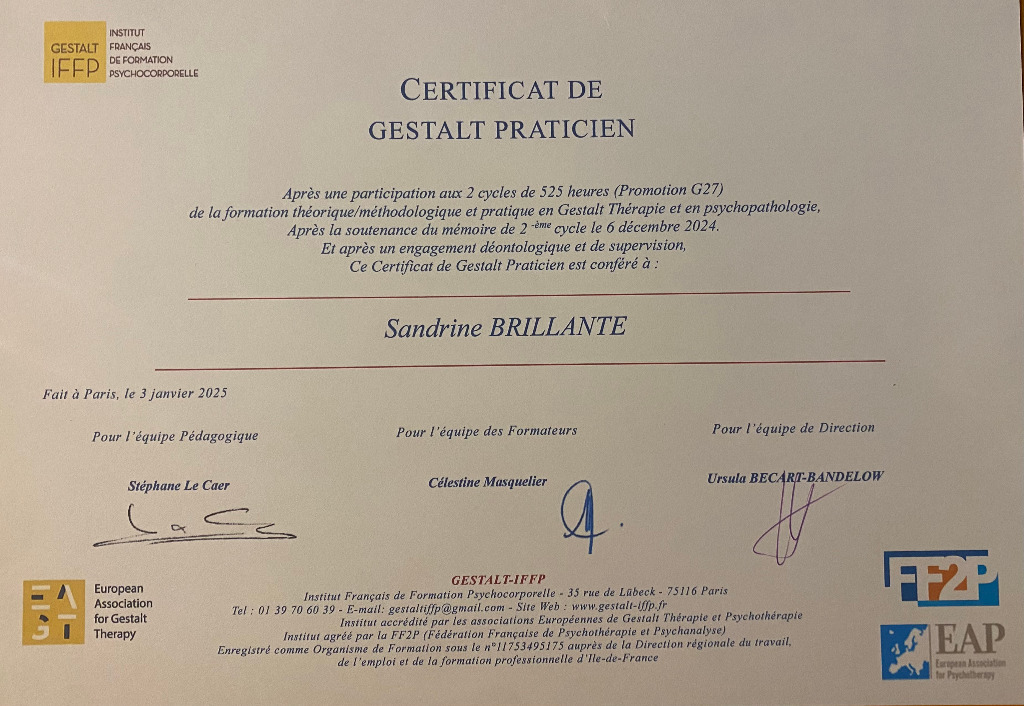 GESTALT
IFFP
INSTITUT
FRANÇAIS
DE FORMATION
PSYCHOCORPORELLE
CERTIFICAT DE
GESTALT PRATICIEN
Après une participation aux 2 cycles de 525 heures (Promotion G27)
de la formation théorique/méthodologique et pratique en Gestalt Thérapie et en psychopathologie,
Après la soutenance du mémoire de 2 -ème cycle le 6 décembre 2024.
Et après un engagement déontologique et de supervision,
Ce Certificat de Gestalt Praticien est conféré à :
Sandrine BRILLANTE
Fait à Paris, le 3 janvier 2025
Pour l'équipe Pédagogique
Pour l'équipe des Formateurs
Pour l'équipe de Direction
Stéphane Le Caer
Célestine Masquelier
Ursula BECART-BANDELOW
EAGT
European
Association
for Gestalt
Therapy
GESTALT-IFFP
Institut Français de Formation Psychocorporelle - 35 rue de Lübeck - 75116 Paris
Tel : 01 39 70 60 39 - E-mail: gestaltiffp@gmail.com - Site Web : www.gestalt-iffp.fr
Institut accrédité par les associations Européennes de Gestalt Thérapie et Psychothérapie
Institut agréé par la FF2P (Fédération Française de Psychothérapie et Psychanalyse)
Enregistré comme Organisme de Formation sous le n°11753495175 auprès de la Direction régionale du travail,
de l'emploi et de la formation professionnelle d'Ile-de-France
FF2P
EAP
European Association
for Psychotherapy